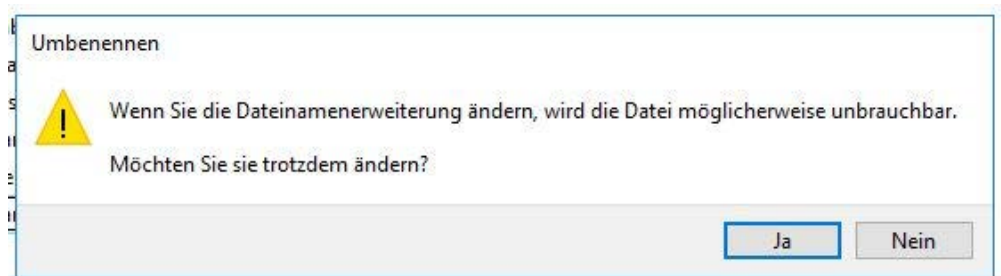 Umbenennen
Wenn Sie die Dateinamenerweiterung ändern, wird die Datei möglicherweise unbrauchbar.
Möchten Sie sie trotzdem ändern?
Ja
Nein